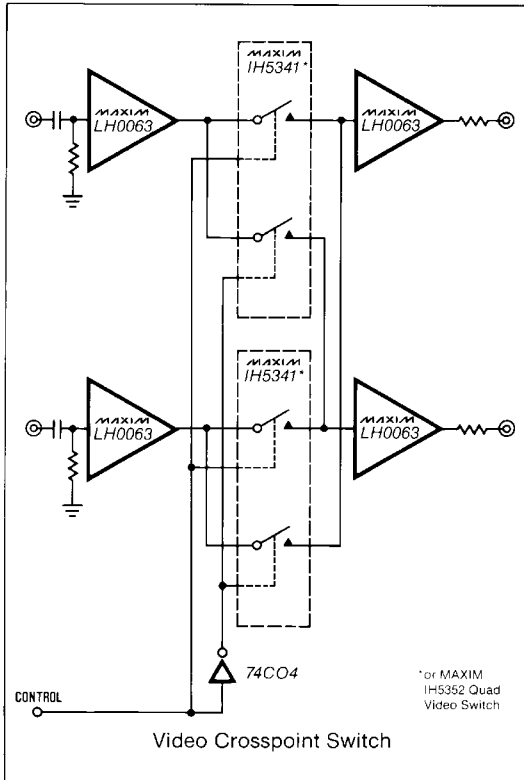 MAXIM
IH5341*
MAXIM
LH0063
MAXIM
LH0063
MAXIM
IH5341*
MAXIM
LH0063
MAXIM
LH0063
74CO4
CONTROL
*or MAXIM
IH5352 Quad
Video Switch
Video Crosspoint Switch